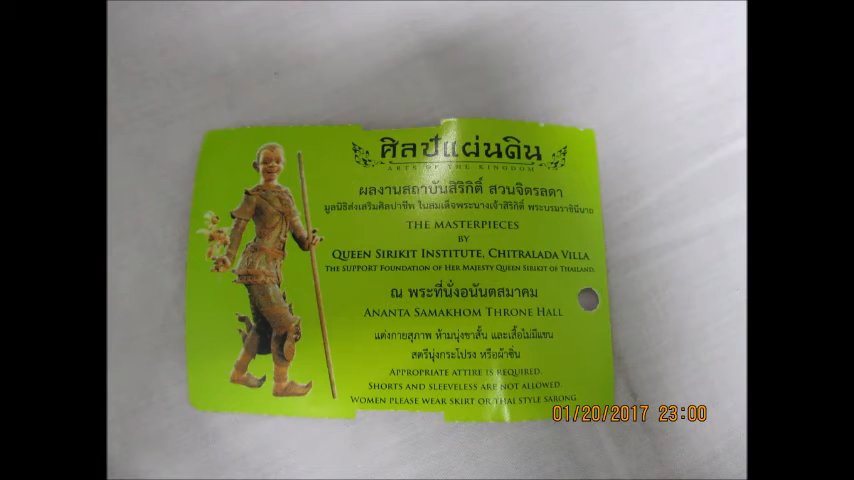 ศิลป์แผ่นดิน
ARTS OF THE KINGDOM
ผลงานสถาบันสิริกิติ์ สวนจิตรลดา
มูลนิธิส่งเสริมศิลปาชีพ ในสมเด็จพระนางเจ้าสิริกิติ์ พระบรมราชินีนาถ
THE MASTERPIECES
BY
QUEEN SIRIKIT INSTITUTE, CHITRALADA VILLA
THE SUPPORT FOUNDATION OF HER MAJESTY QUEEN SIRIKIT OF THAILAND.
ณ พระที่นั่งอนันตสมาคม
ANANTA SAMAKHOM THRONE HALL
แต่งกายสุภาพ ห้ามนุ่งขาสั้น และเสื้อไม่มีแขน
สตรีนุ่งกระโปรง หรือผ้าซิ่น
APPROPRIATE ATTIRE IS REQUIRED.
SHORTS AND SLEEVELESS ARE NOT ALLOWED.
WOMEN PLEASE WEAR SKIRT OR THAI STYLE SARONG
01/20/2017 23:00